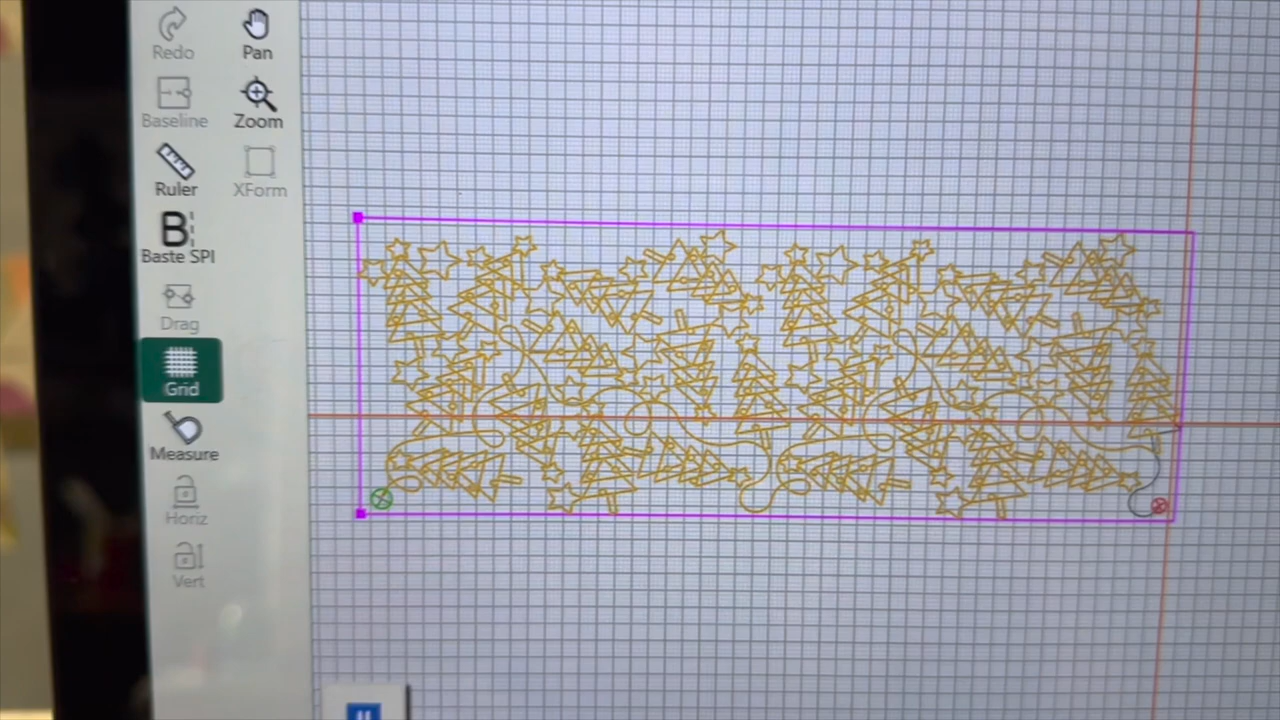 Redo
Pan
Baseline
Zoom
Ruler
XForm
B
Baste SPI
Drag
Grid
Measure
Horiz
Vert